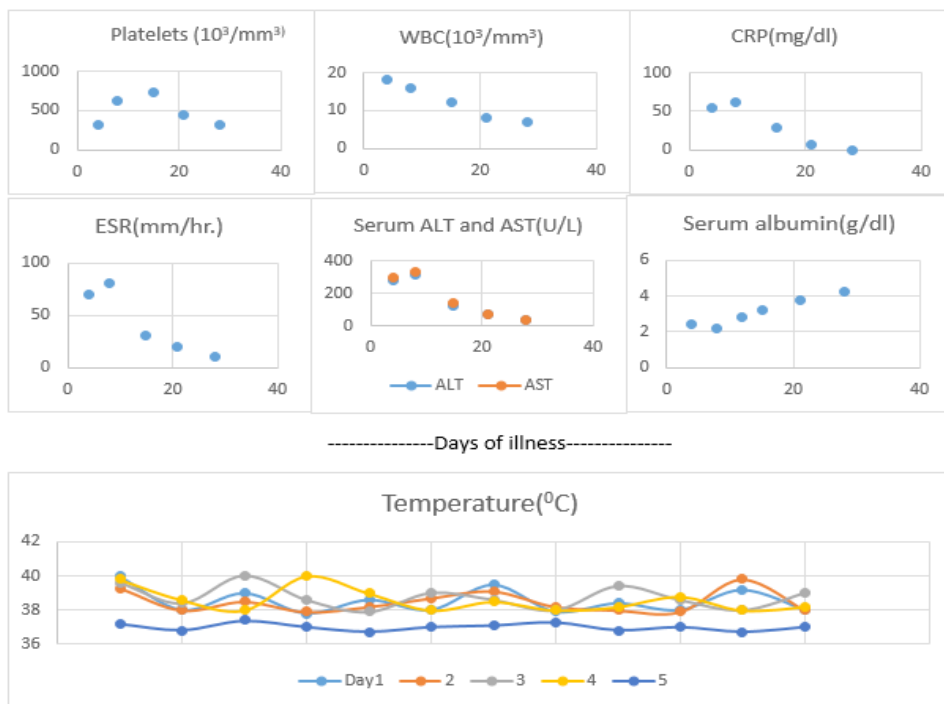 Platelets (10³/mm³⁾
1000
500
0
0 20 40
WBC(10³/mm³)
20
10
0
0 20 40
CRP(mg/dl)
100
50
0
0 20 40
ESR(mm/hr.)
100
50
0
0 20 40
Serum ALT and AST(U/L)
400
200
0
0 20 40
ALT AST
Serum albumin(g/dl)
6
4
2
0
0 20 40
---------------Days of illness---------------
Temperature(⁰C)
42
40
38
36
Day1 2 3 4 5